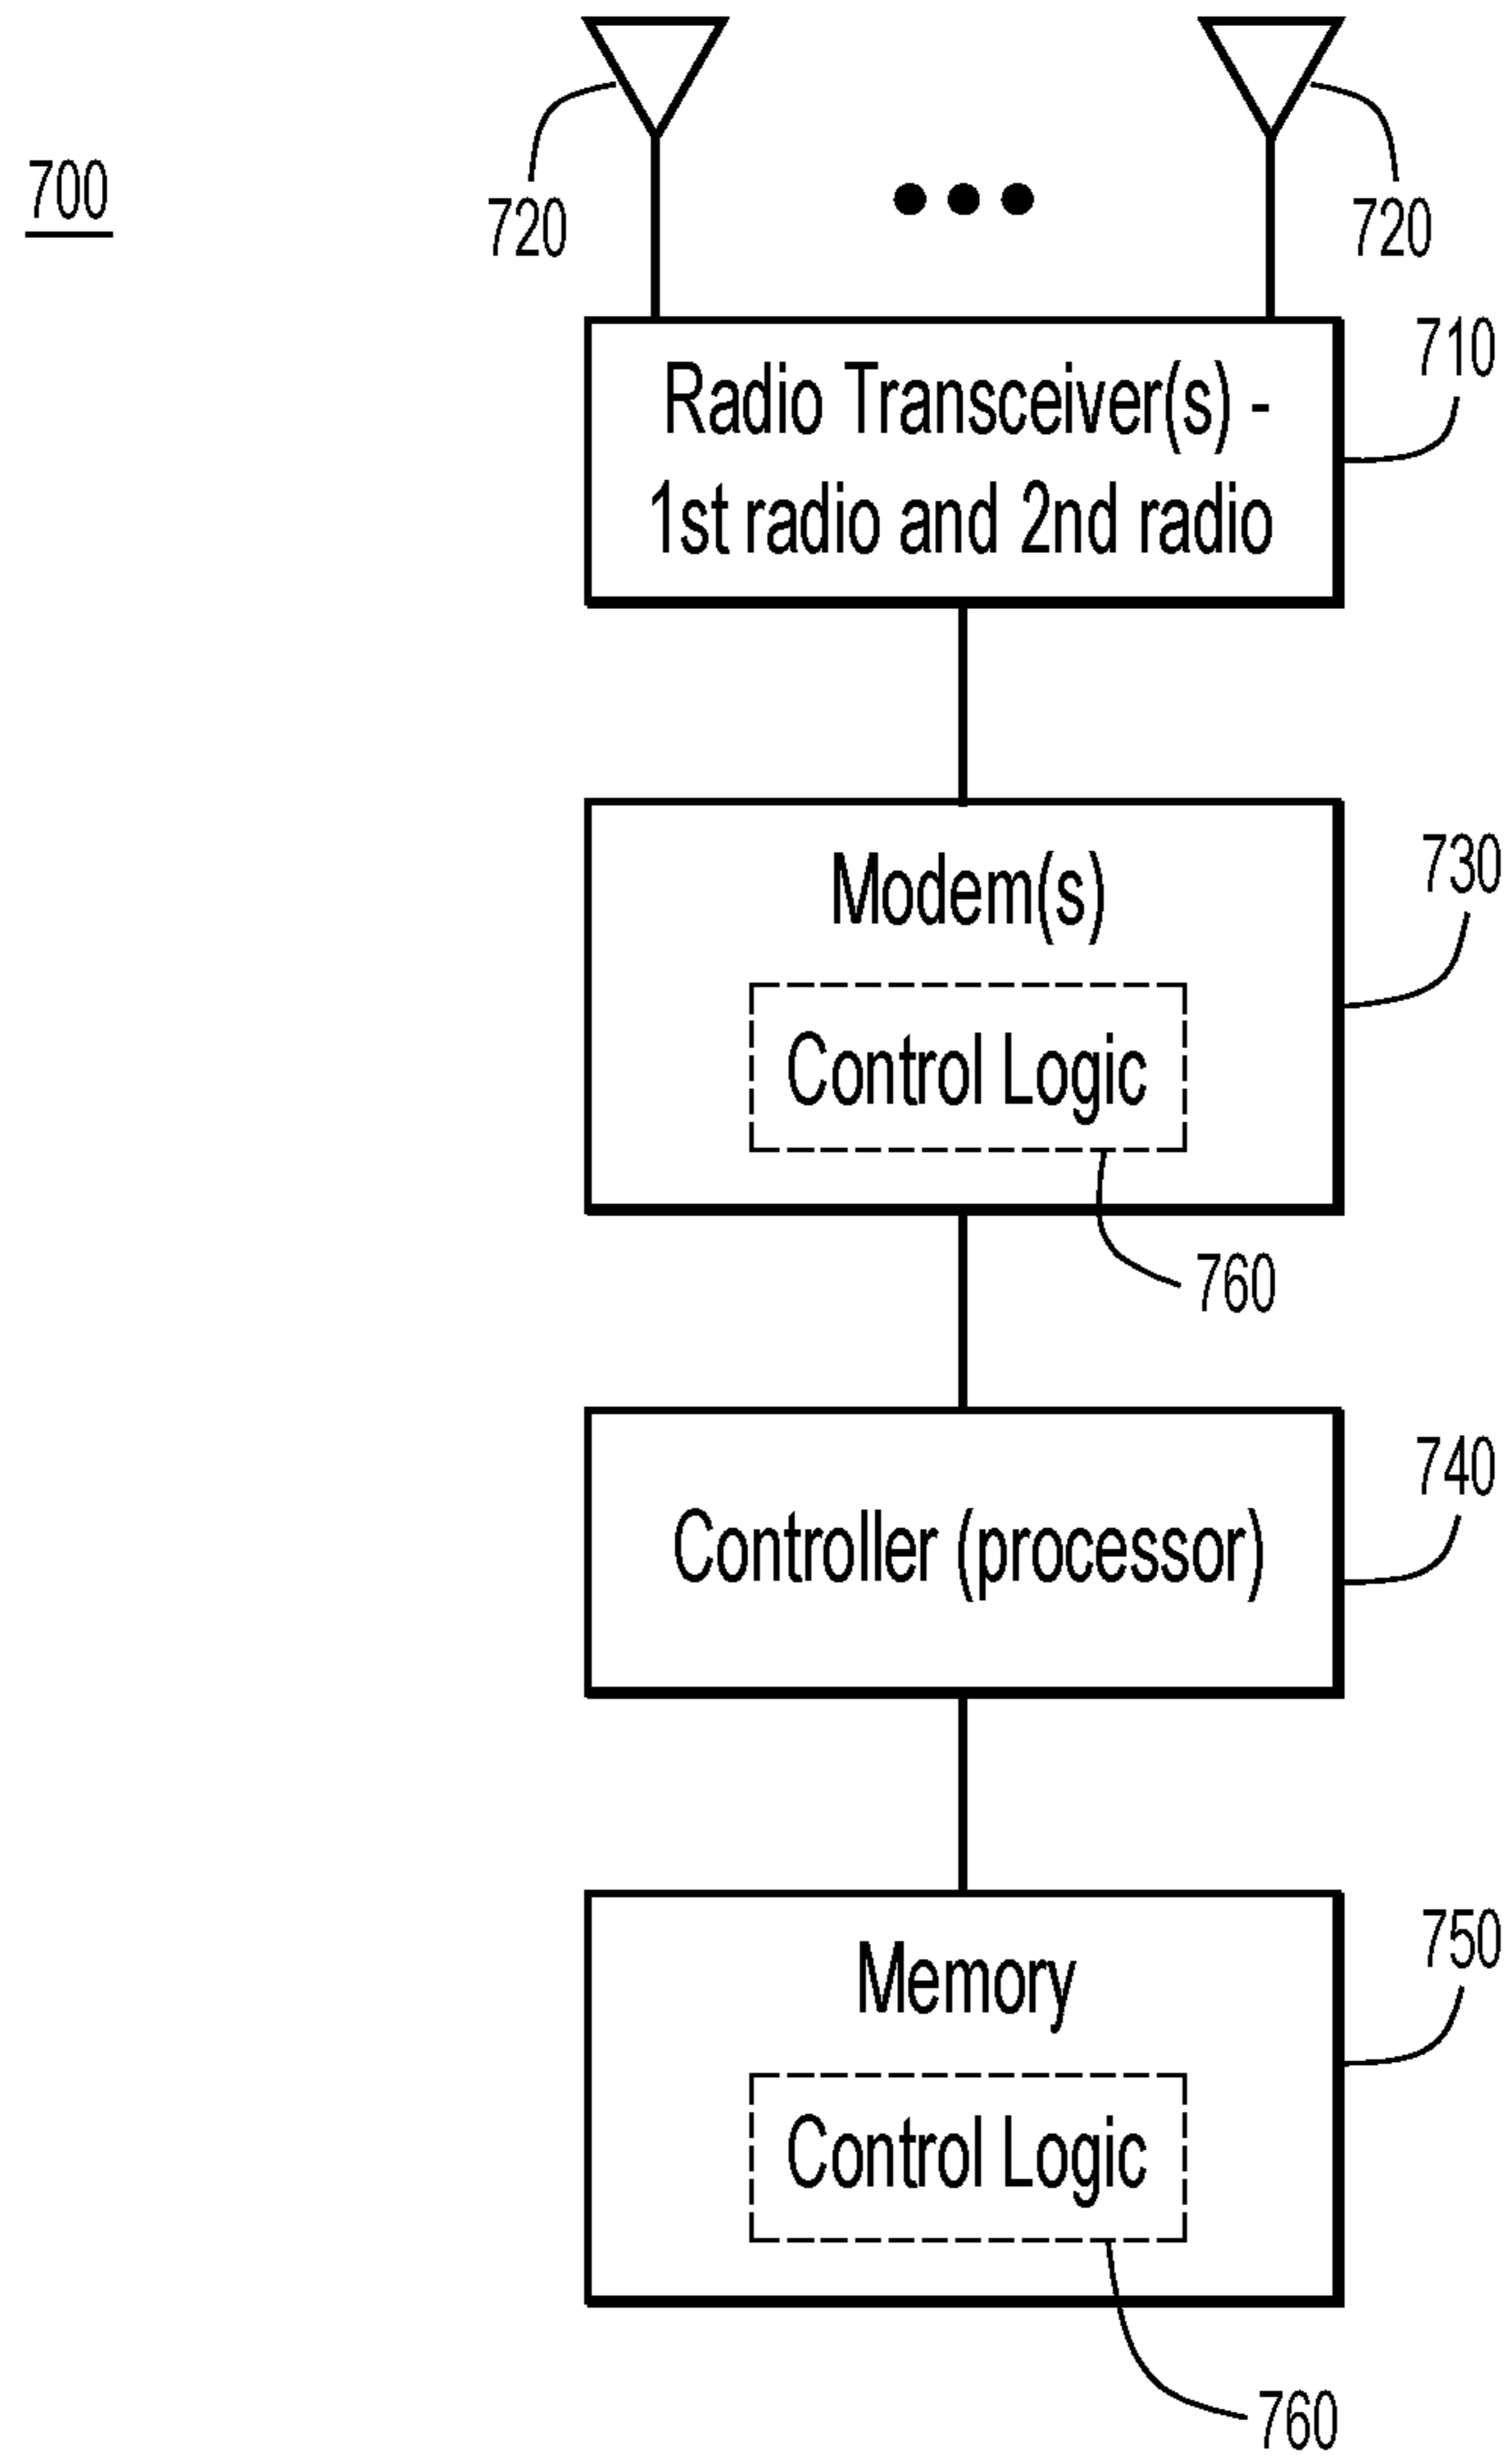 700
720
720
710
Radio Transceiver(s) -
1st radio and 2nd radio
730
Modem(s)
Control Logic
760
740
Controller (processor)
750
Memory
Control Logic
760